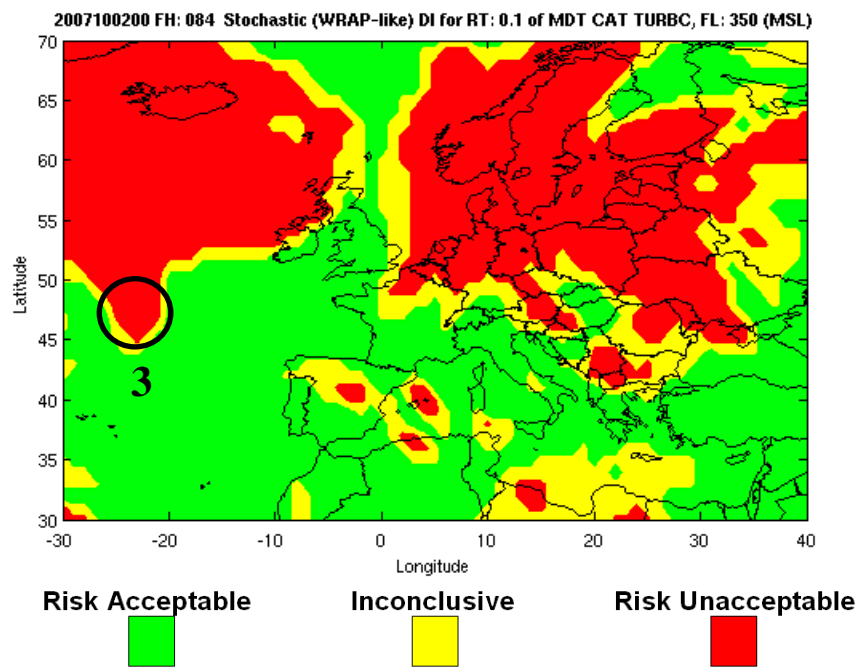 2007100200 FH: 084 Stochastic (WRAP-like) DI for RT: 0.1 of MDT CAT TURBC, FL: 350 (MSL)
70
65
60
55
50
45
40
35
30
Latitude
3
-30 -20 -10 0 10 20 30 40
Longitude
Risk Acceptable Inconclusive Risk Unacceptable